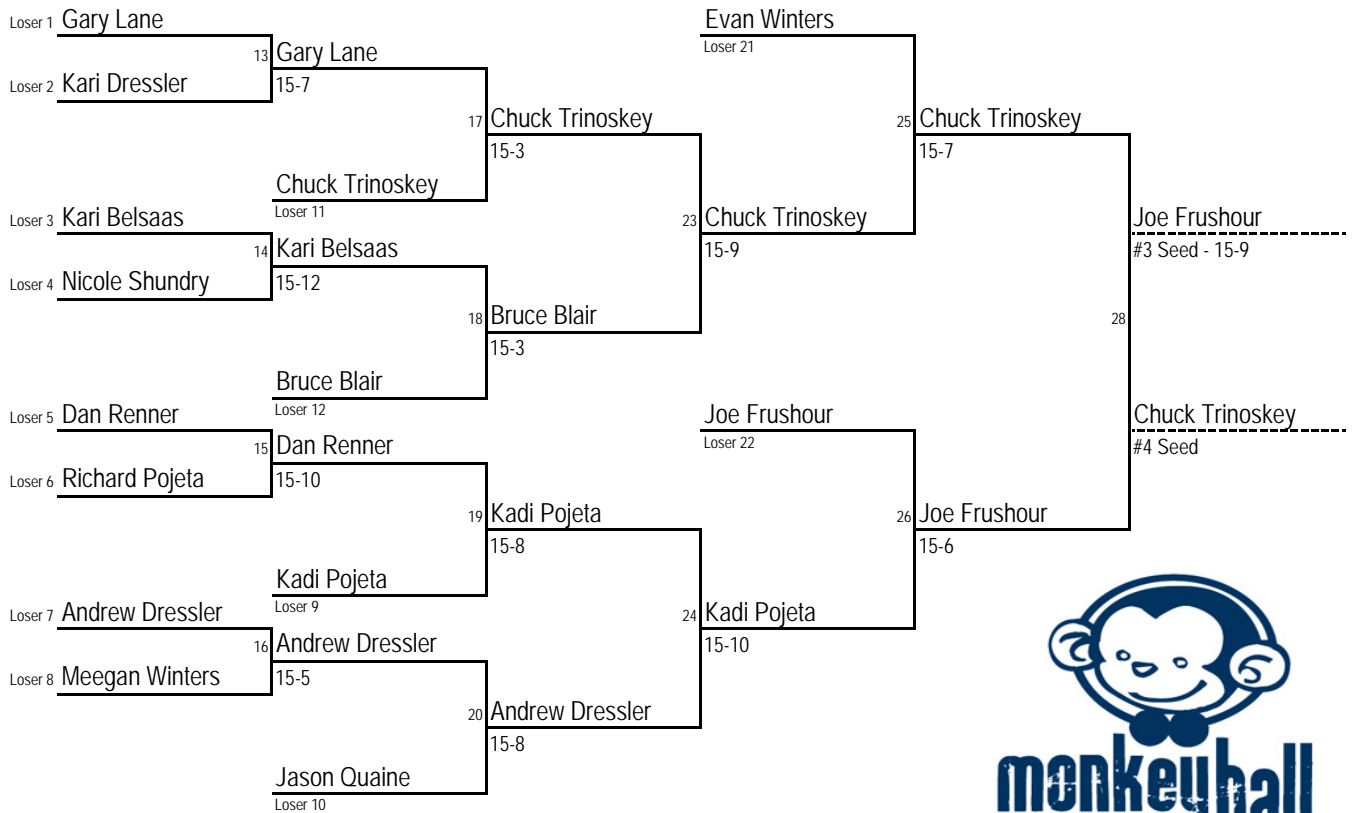 Loser 1 Gary Lane
13 Gary Lane
Loser 2 Kari Dressler
15-7
17 Chuck Trinoskey
15-3
Chuck Trinoskey
Loser 11
Loser 3 Kari Belsaas
14 Kari Belsaas
Loser 4 Nicole Shundry
15-12
18 Bruce Blair
15-3
Bruce Blair
Loser 12
23 Chuck Trinoskey
15-9
Loser 5 Dan Renner
15 Dan Renner
Loser 6 Richard Pojeta
15-10
19 Kadi Pojeta
15-8
Kadi Pojeta
Loser 9
Loser 7 Andrew Dressler
16 Andrew Dressler
Loser 8 Meegan Winters
15-5
20 Andrew Dressler
15-8
Jason Quaine
Loser 10
24 Kadi Pojeta
15-10
Evan Winters
Loser 21
25 Chuck Trinoskey
15-7
Joe Frushour
Loser 22
26 Joe Frushour
15-6
28
Joe Frushour
#3 Seed - 15-9
Chuck Trinoskey
#4 Seed
monkeyball